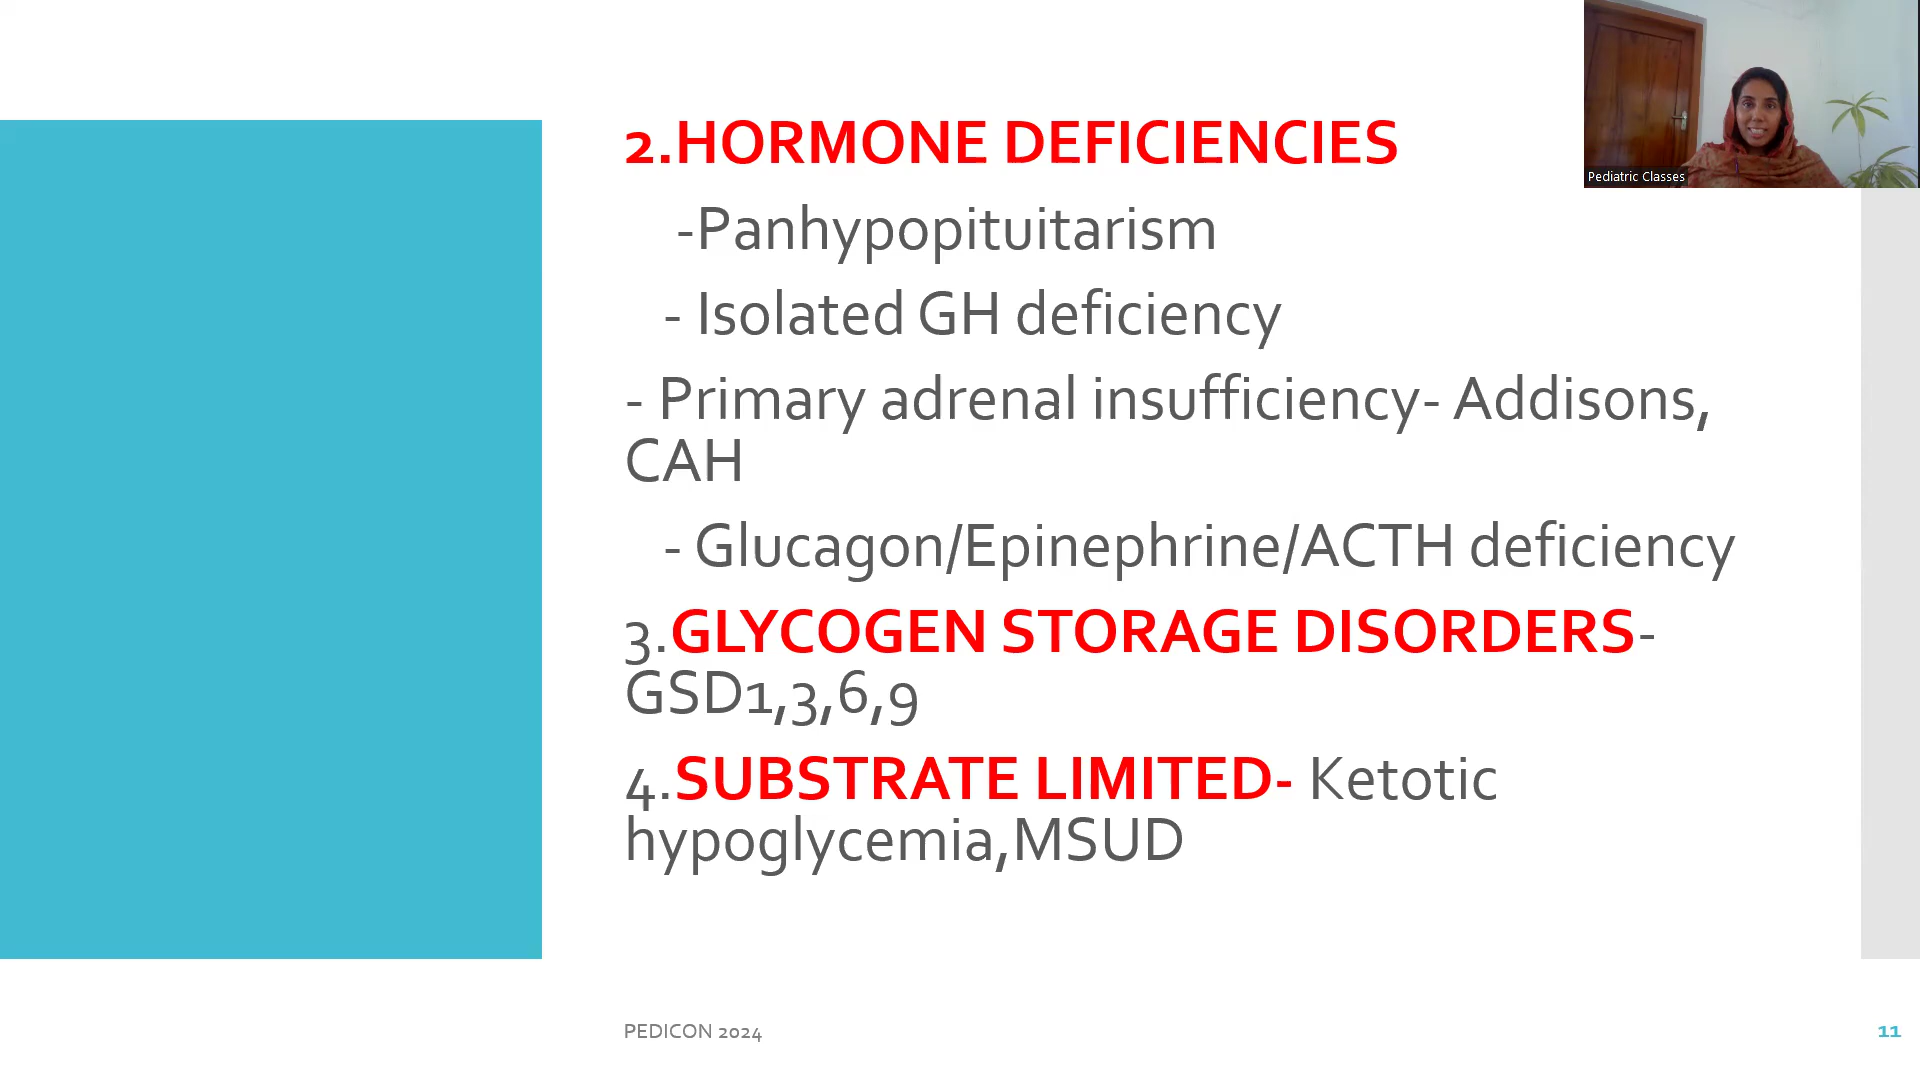 2.HORMONE DEFICIENCIES
-Panhypopituitarism
- Isolated GH deficiency
- Primary adrenal insufficiency- Addisons,
CAH
- Glucagon/Epinephrine/ACTH deficiency
3.GLYCOGEN STORAGE DISORDERS-
GSD1,3,6,9
4.SUBSTRATE LIMITED- Ketotic
hypoglycemia,MSUD
Pediatric Classes
PEDICON 2024
11